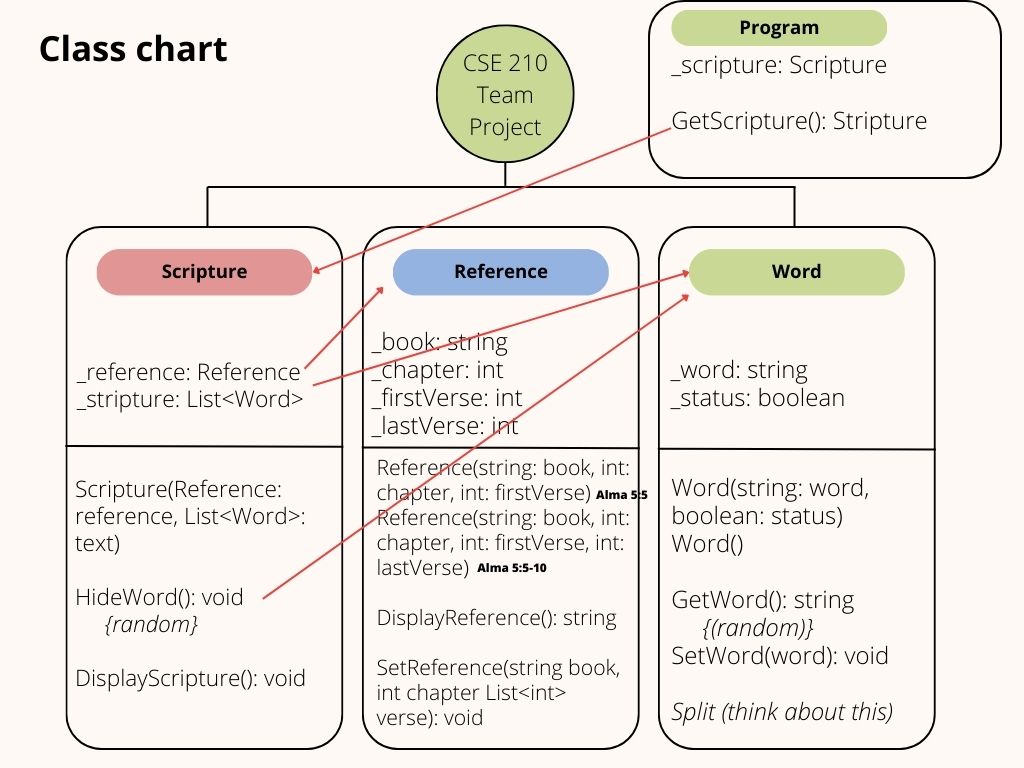 Class chart
CSE 210
Team
Project
Program
_scripture: Scripture
GetScripture(): Stripture
Scripture
_reference: Reference
_stripture: List<Word>
Scripture(Reference:
reference, List<Word>:
text)
HideWord(): void
{random}
DisplayScripture(): void
Reference
_book: string
_chapter: int
_firstVerse: int
_lastVerse: int
Reference(string: book, int:
chapter, int: firstVerse) Alma 5:5
Reference(string: book, int:
chapter, int: firstVerse, int:
lastVerse) Alma 5:5-10
DisplayReference(): string
SetReference(string book,
int chapter List<int>
verse): void
Word
_word: string
_status: boolean
Word(string: word,
boolean: status)
Word()
GetWord(): string
{(random)}
SetWord(word): void
Split (think about this)